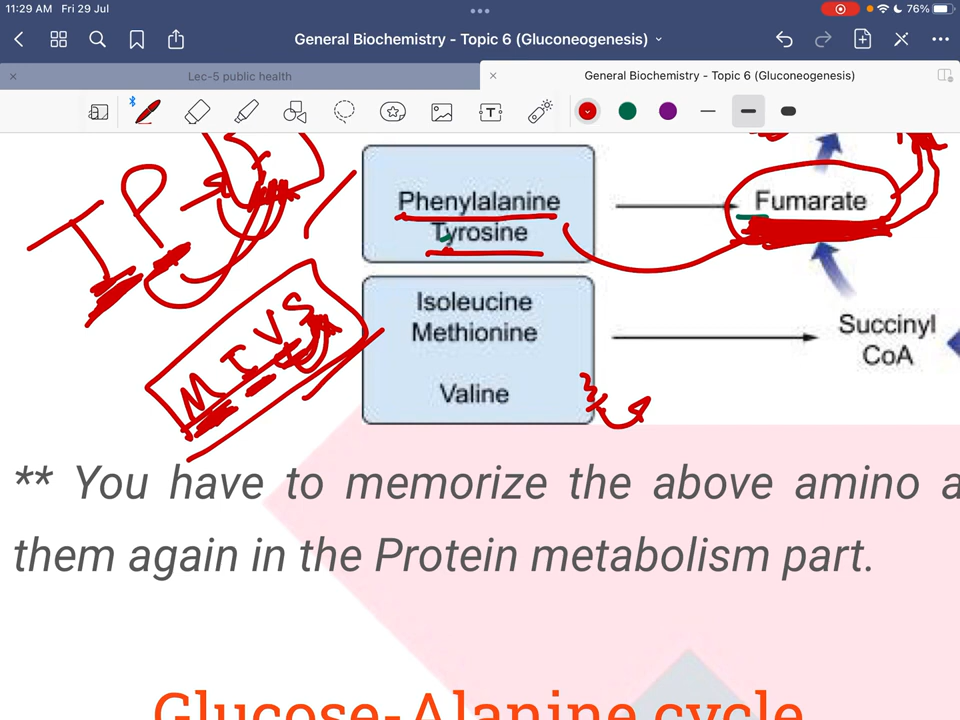 11:29 AM Fri 29 Jul
76%
General Biochemistry - Topic 6 (Gluconeogenesis)
Lec-5 public health
General Biochemistry - Topic 6 (Gluconeogenesis)
T
IP
Phenylalanine
Tyrosine
Fumarate
MIVS
Isoleucine
Methionine
Valine
Succinyl
CoA
** You have to memorize the above amino a
them again in the Protein metabolism part.
Glucose-Alanine cycle